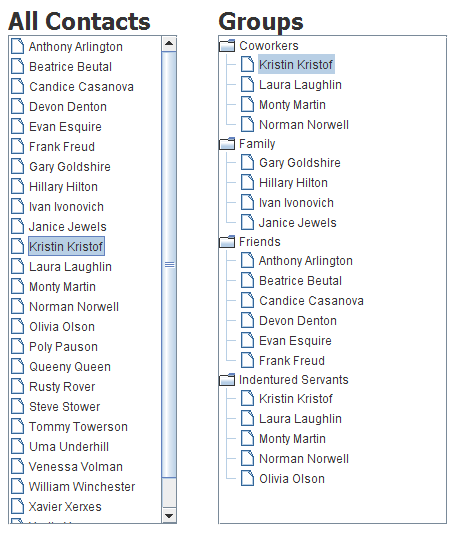 All Contacts
Anthony Arlington
Beatrice Beutal
Candice Casanova
Devon Denton
Evan Esquire
Frank Freud
Gary Goldshire
Hillary Hilton
Ivan Ivonovich
Janice Jewels
Kristin Kristof
Laura Laughlin
Monty Martin
Norman Norwell
Olivia Olson
Poly Pauson
Queeny Queen
Rusty Rover
Steve Stower
Tommy Towerson
Uma Underhill
Venessa Volman
William Winchester
Xavier Xerxes
Groups
Coworkers
Kristin Kristof
Laura Laughlin
Monty Martin
Norman Norwell
Family
Gary Goldshire
Hillary Hilton
Ivan Ivonovich
Janice Jewels
Friends
Anthony Arlington
Beatrice Beutal
Candice Casanova
Devon Denton
Evan Esquire
Frank Freud
Indentured Servants
Kristin Kristof
Laura Laughlin
Monty Martin
Norman Norwell
Olivia Olson